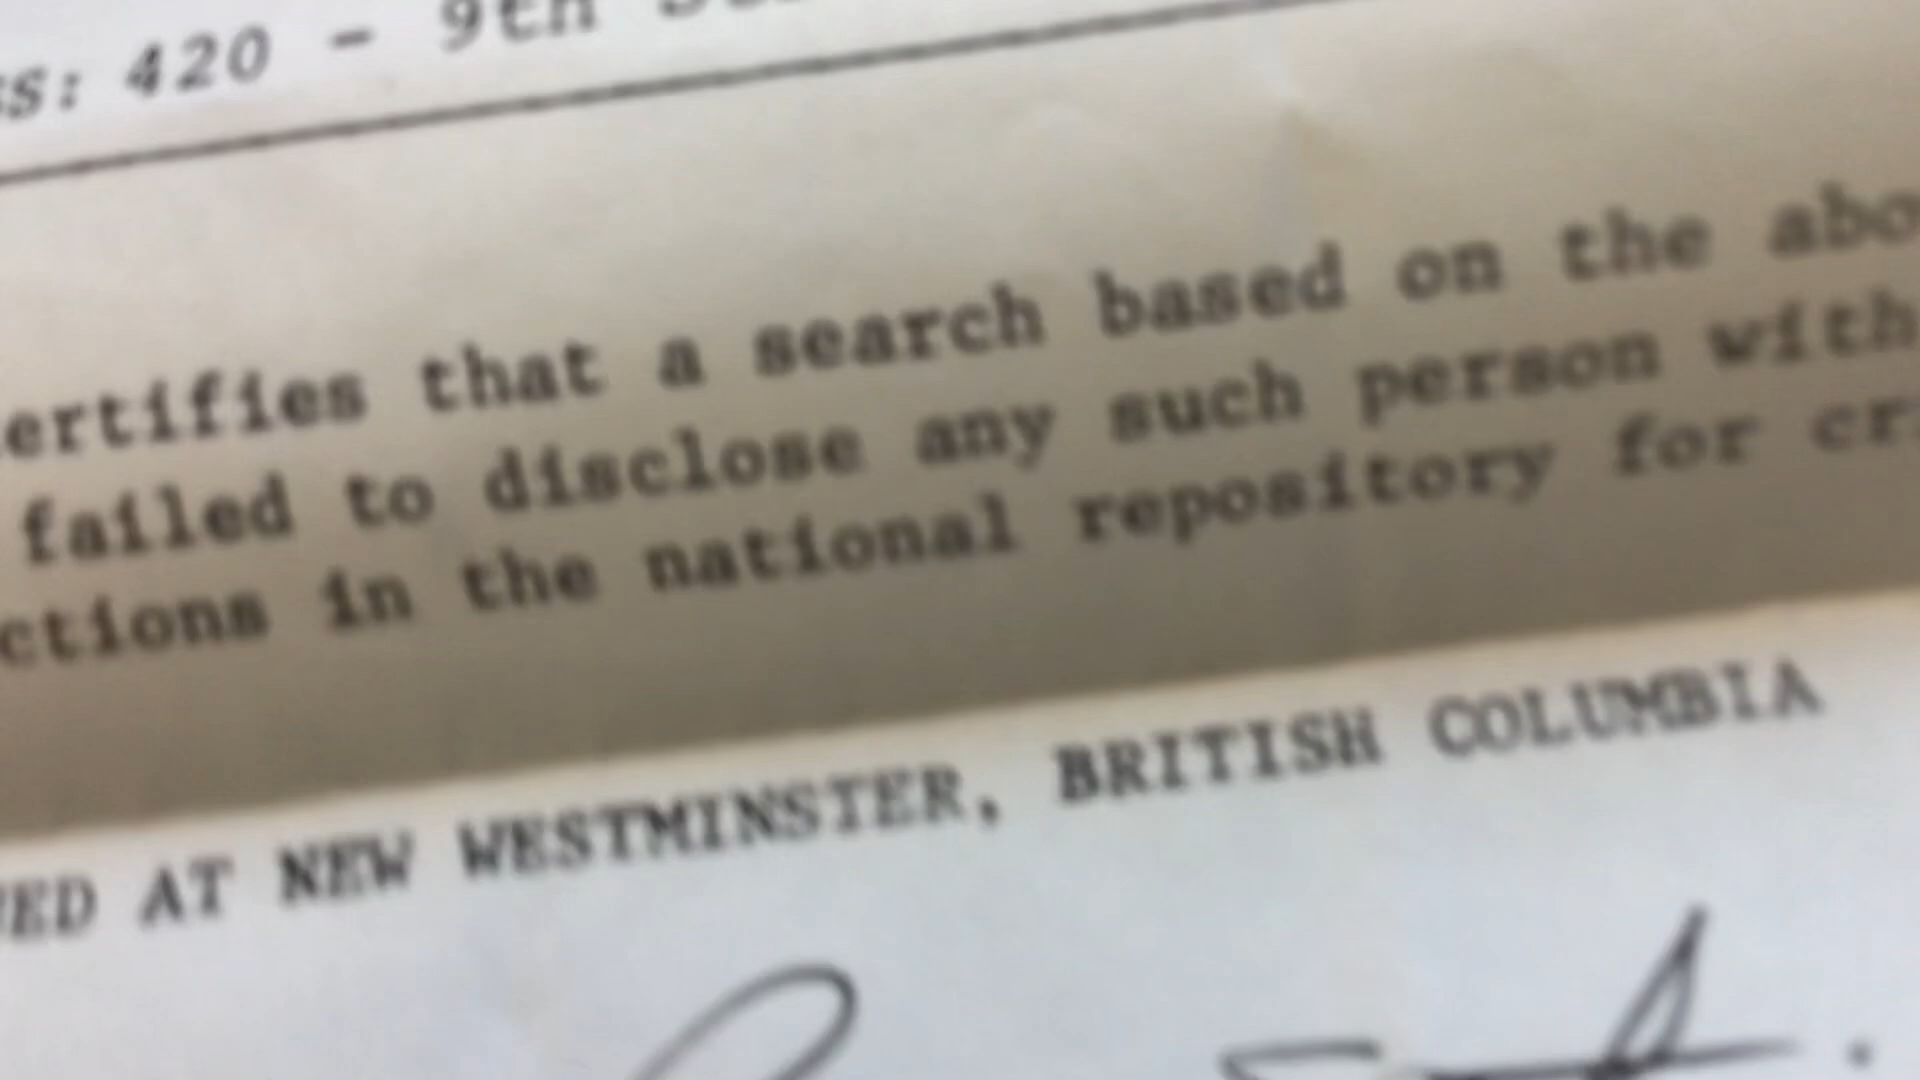 ss: 420 - 9th
ertifies that a search based on the abo
failed to disclose any such person with
ctions in the national repository for cr
ED AT NEW WESTMINSTER, BRITISH COLUMBIA